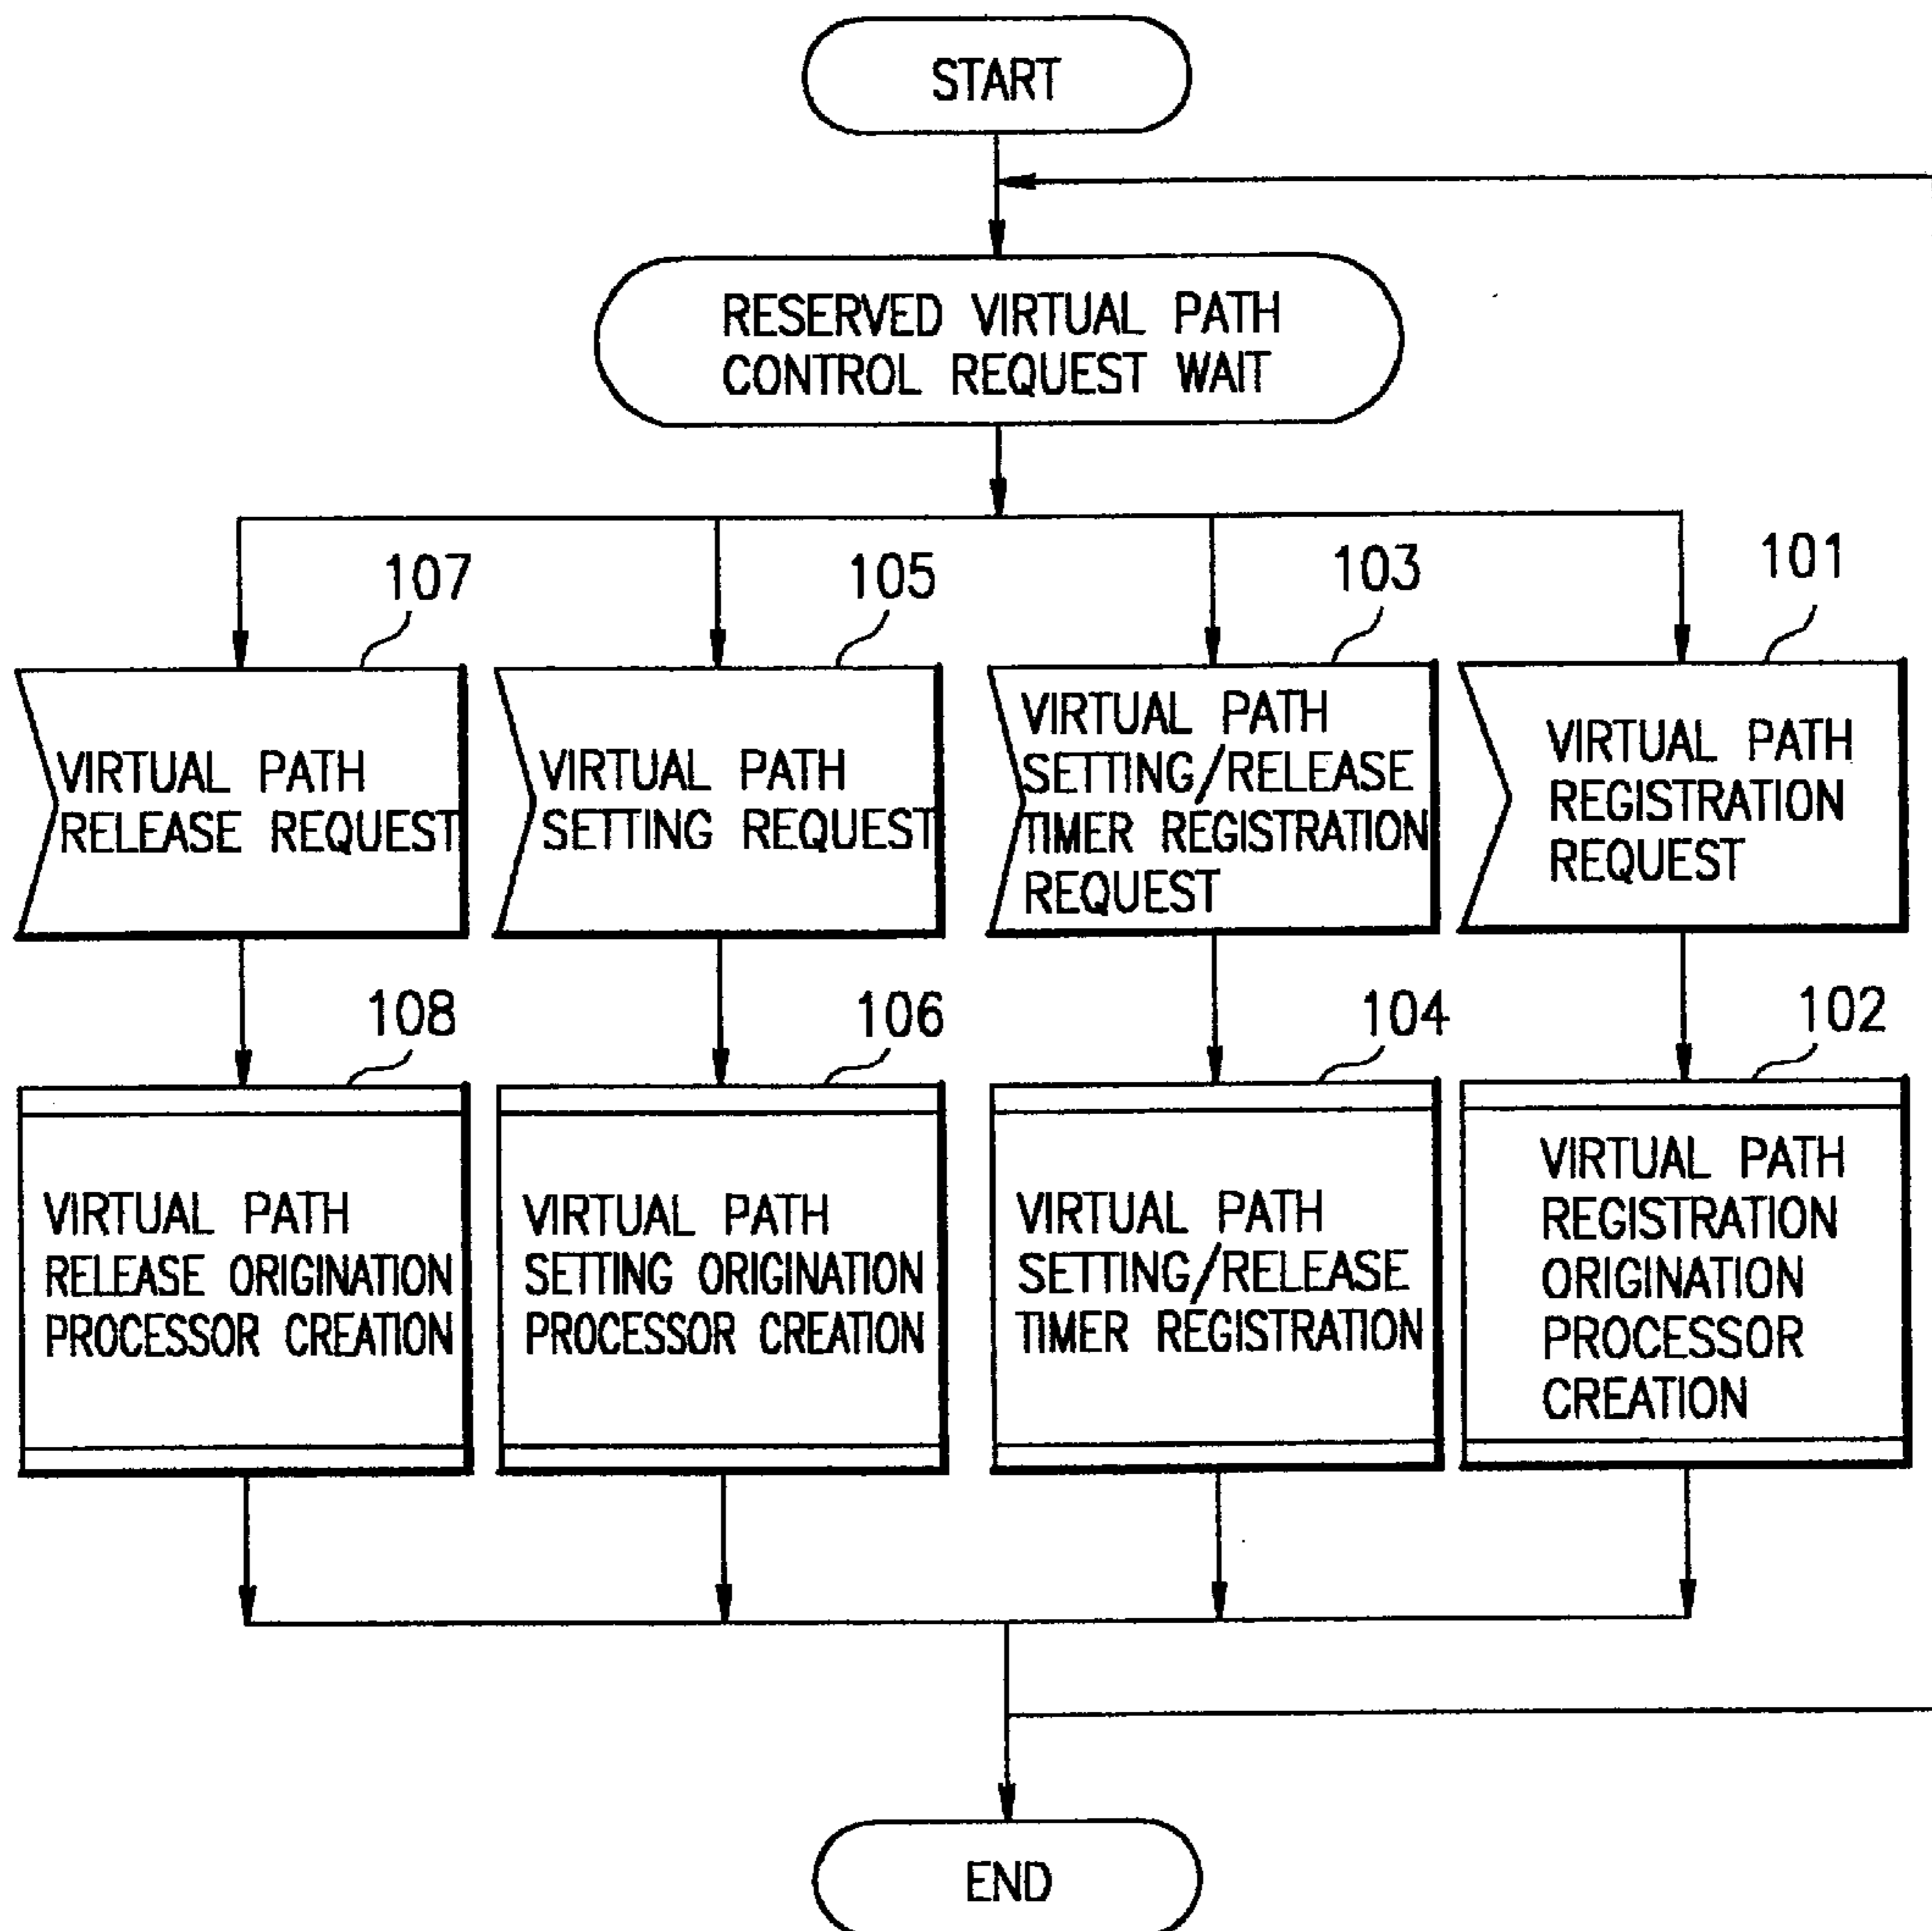 START
RESERVED VIRTUAL PATH
CONTROL REQUEST WAIT
107
105
103
101
VIRTUAL PATH
RELEASE REQUEST
VIRTUAL PATH
SETTING REQUEST
VIRTUAL PATH
SETTING/RELEASE
TIMER REGISTRATION
REQUEST
VIRTUAL PATH
REGISTRATION
REQUEST
108
106
104
102
VIRTUAL PATH
RELEASE ORIGINATION
PROCESSOR CREATION
VIRTUAL PATH
SETTING ORIGINATION
PROCESSOR CREATION
VIRTUAL PATH
SETTING/RELEASE
TIMER REGISTRATION
VIRTUAL PATH
REGISTRATION
ORIGINATION
PROCESSOR
CREATION
END